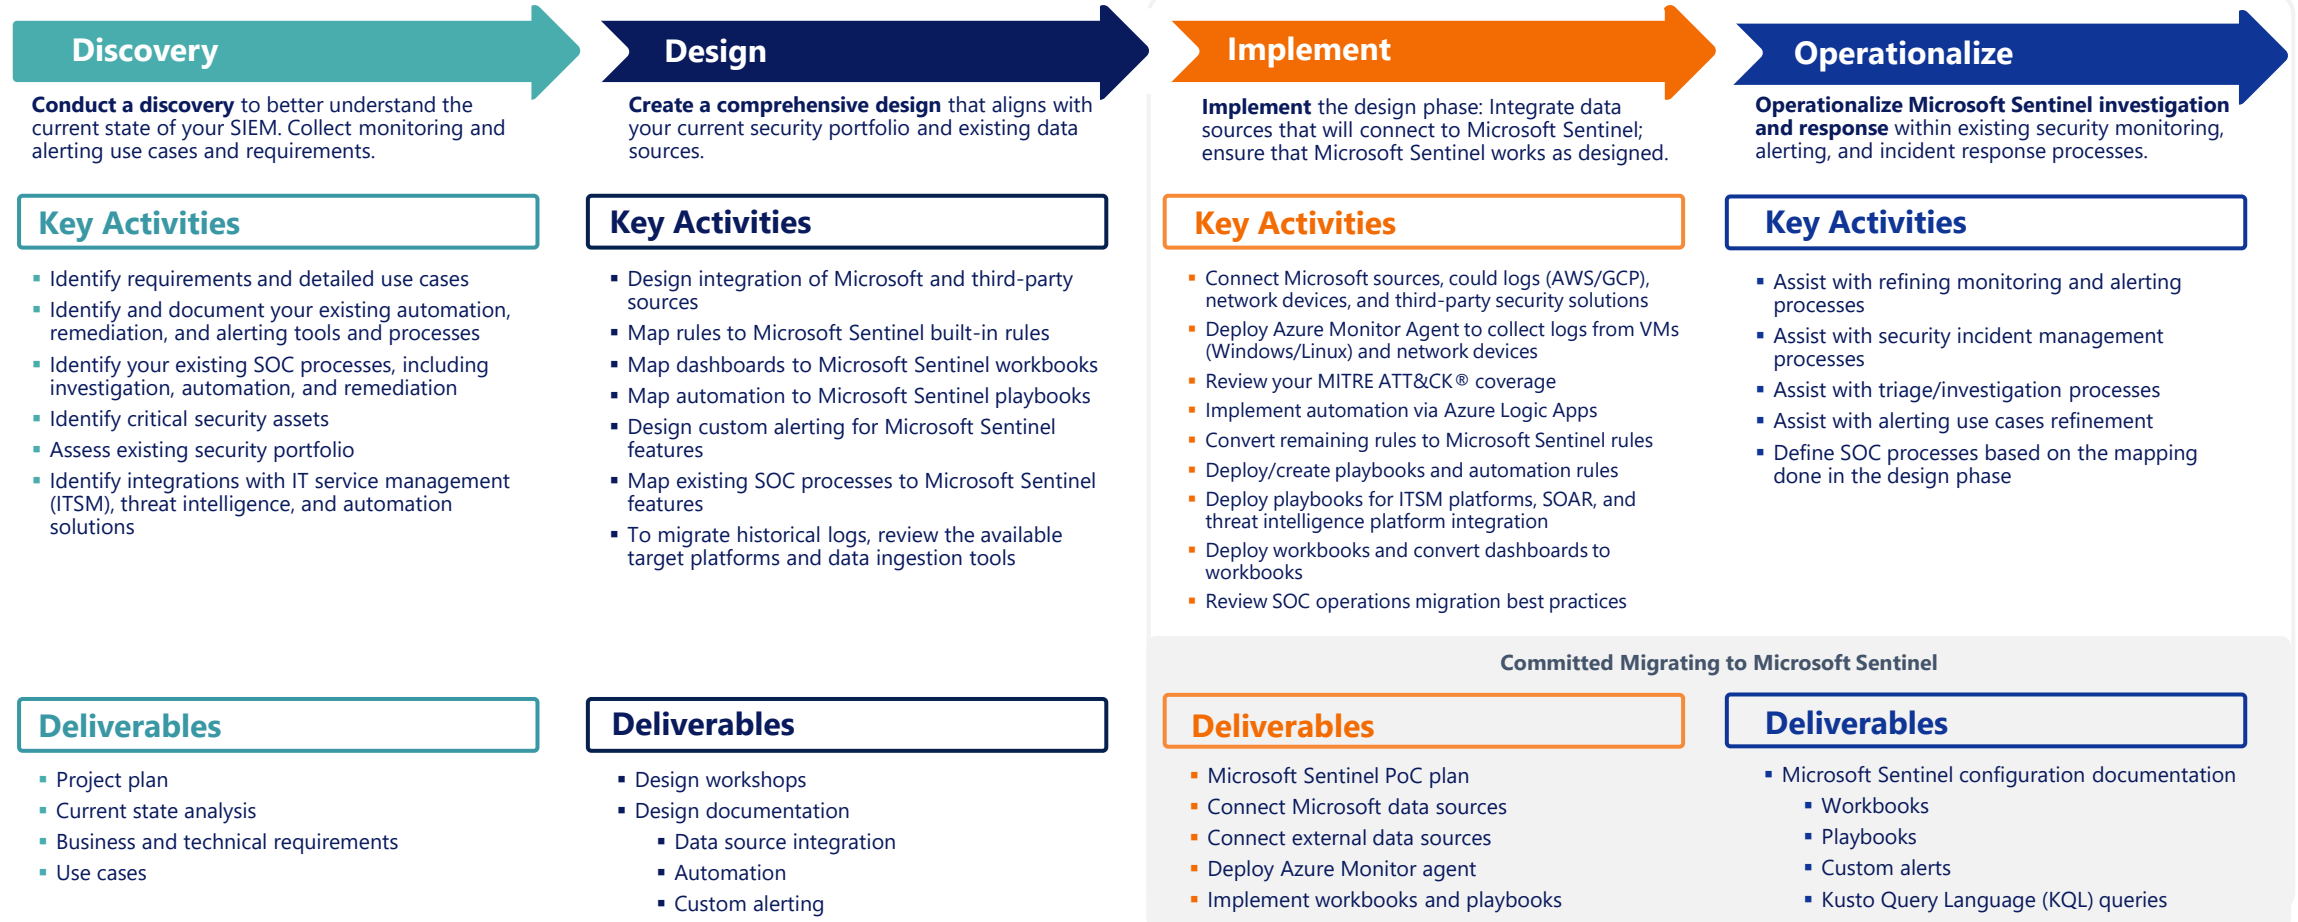 Discovery
Conduct a discovery to better understand the
current state of your SIEM. Collect monitoring and
alerting use cases and requirements.
Key Activities
▪ Identify requirements and detailed use cases
▪ Identify and document your existing automation,
remediation, and alerting tools and processes
▪ Identify your existing SOC processes, including
investigation, automation, and remediation
▪ Identify critical security assets
▪ Assess existing security portfolio
▪ Identify integrations with IT service management
(ITSM), threat intelligence, and automation
solutions
Deliverables
▪ Project plan
▪ Current state analysis
▪ Business and technical requirements
▪ Use cases
Design
Create a comprehensive design that aligns with
your current security portfolio and existing data
sources.
Key Activities
▪ Design integration of Microsoft and third-party
sources
▪ Map rules to Microsoft Sentinel built-in rules
▪ Map dashboards to Microsoft Sentinel workbooks
▪ Map automation to Microsoft Sentinel playbooks
▪ Design custom alerting for Microsoft Sentinel
features
▪ Map existing SOC processes to Microsoft Sentinel
features
▪ To migrate historical logs, review the available
target platforms and data ingestion tools
Deliverables
▪ Design workshops
▪ Design documentation
▪ Data source integration
▪ Automation
▪ Custom alerting
Implement
Implement the design phase: Integrate data
sources that will connect to Microsoft Sentinel;
ensure that Microsoft Sentinel works as designed.
Key Activities
▪ Connect Microsoft sources, could logs (AWS/GCP),
network devices, and third-party security solutions
▪ Deploy Azure Monitor Agent to collect logs from VMs
(Windows/Linux) and network devices
▪ Review your MITRE ATT&CK® coverage
▪ Implement automation via Azure Logic Apps
▪ Convert remaining rules to Microsoft Sentinel rules
▪ Deploy/create playbooks and automation rules
▪ Deploy playbooks for ITSM platforms, SOAR, and
threat intelligence platform integration
▪ Deploy workbooks and convert dashboards to
workbooks
▪ Review SOC operations migration best practices
Operationalize
Operationalize Microsoft Sentinel investigation
and response within existing security monitoring,
alerting, and incident response processes.
Key Activities
▪ Assist with refining monitoring and alerting
processes
▪ Assist with security incident management
processes
▪ Assist with triage/investigation processes
▪ Assist with alerting use cases refinement
▪ Define SOC processes based on the mapping
done in the design phase
Committed Migrating to Microsoft Sentinel
Deliverables
▪ Microsoft Sentinel PoC plan
▪ Connect Microsoft data sources
▪ Connect external data sources
▪ Deploy Azure Monitor agent
▪ Implement workbooks and playbooks
Deliverables
▪ Microsoft Sentinel configuration documentation
▪ Workbooks
▪ Playbooks
▪ Custom alerts
▪ Kusto Query Language (KQL) queries